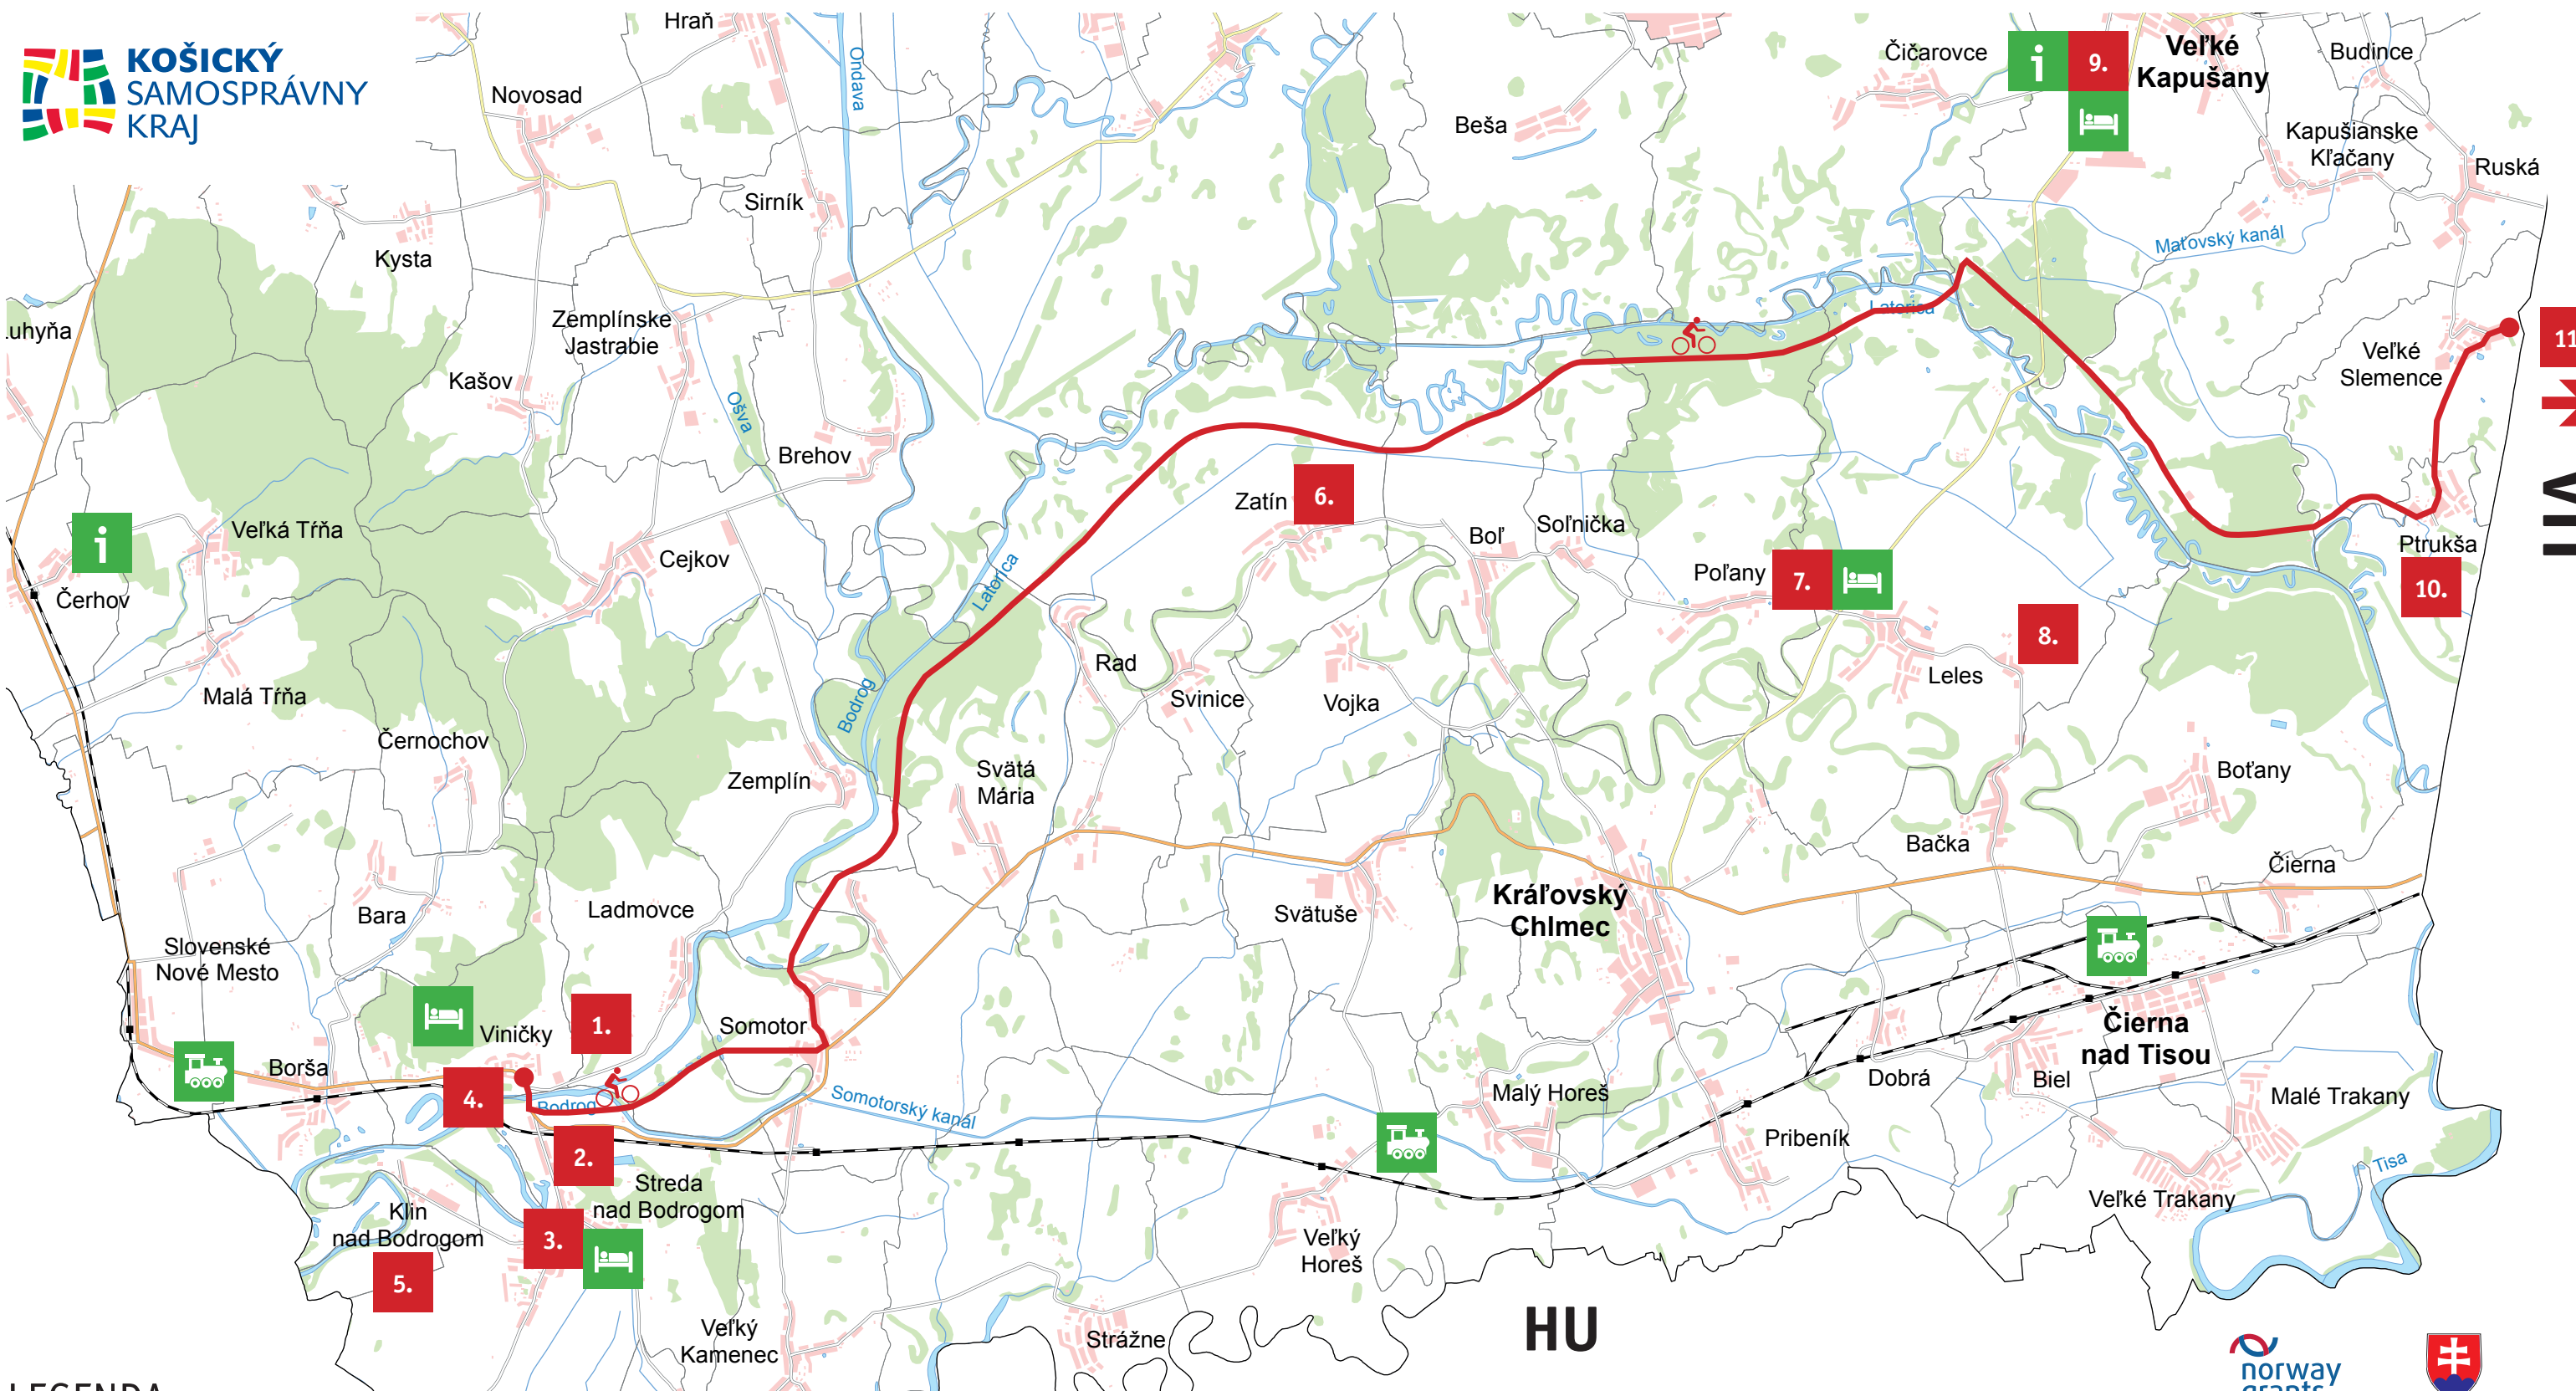 KOŠICKÝ
SAMOSPRÁVNY
KRAJ
Hraň
Ondava
Novosad
Sirník
Kysta
Beša
Čičarovce
9.
Veľké
Kapušany
Budince
Kapušianske
Kľačany
Ruská
Maťovský kanál
Zemplínske
Jastrabie
Kašov
Ošva
Brehov
Latorica
Veľké
Slemence
11
Zatín
6.
Boľ
Soľnička
Veľká Tŕňa
Cejkov
Čerhov
Latorica
Poľany
7.
Ptrukša
10.
8.
Leles
Rad
Svinice
Vojka
Malá Tŕňa
Bodrog
Černochov
Zemplín
Svätá
Mária
Boťany
Bačka
Čierna
Bara
Ladmovce
Svätuše
Kráľovský
Chlmec
Slovenské
Nové Mesto
Viničky
1.
Somotor
Čierna
nad Tisou
Borša
4.
Bodrog
Somotorský kanál
Malý Horeš
Dobrá
Biel
Malé Trakany
2.
Pribeník
Tisa
Streda
nad Bodrogom
Veľké Trakany
Klin
nad Bodrogom
3.
5.
Veľký
Horeš
HU
Veľký
Kamenec
Strážne
norway
grants
LEGENDA